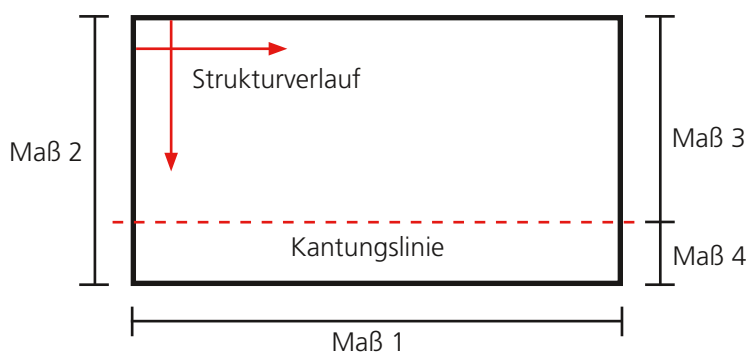 Strukturverlauf
Maß 2
Maß 3
Kantungslinie
Maß 4
Maß 1